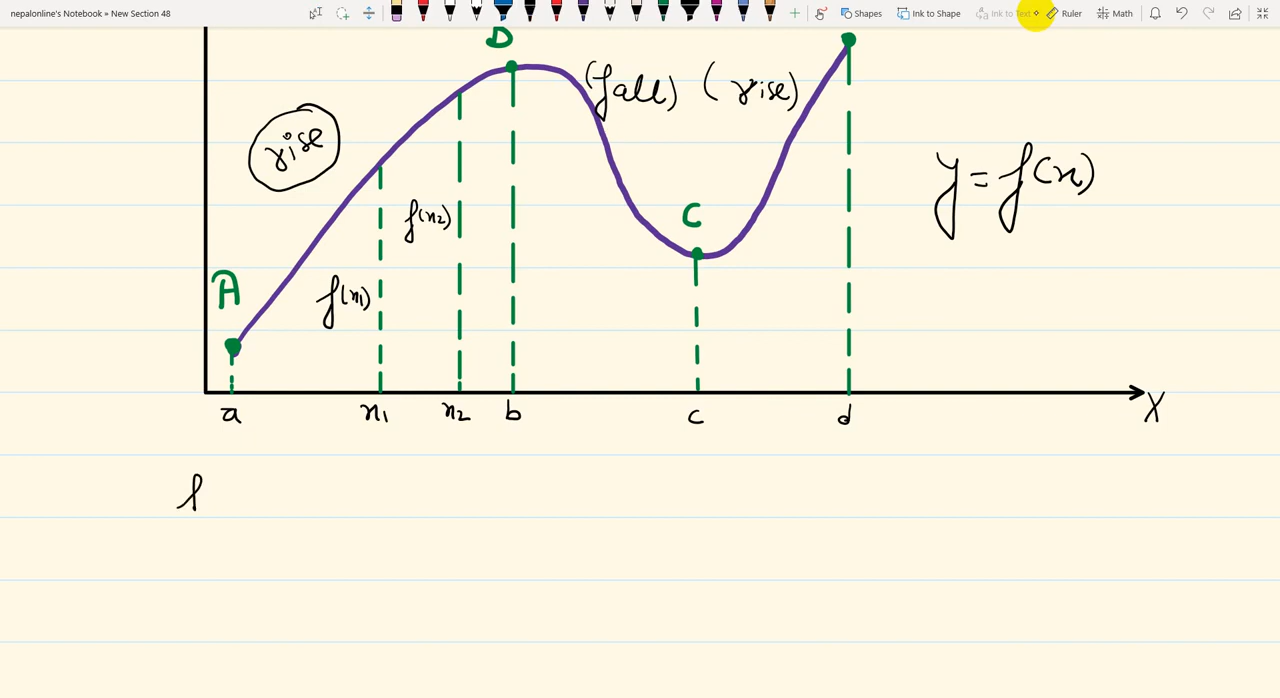 nepalonline's Notebook » New Section 48
Shapes
Ink to Shape
Ink to Text
Ruler
Math
(fall) (rise)
rise
y = f(x)
C
f(x2)
A
f(x1)
a x1 x2 b c d X